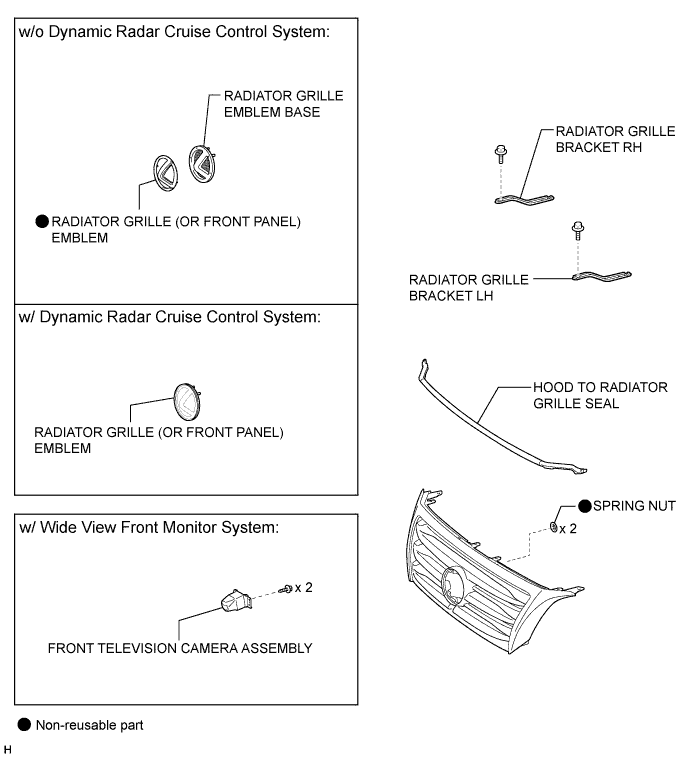 w/o Dynamic Radar Cruise Control System:
RADIATOR GRILLE
EMBLEM BASE
RADIATOR GRILLE (OR FRONT PANEL)
EMBLEM
w/ Dynamic Radar Cruise Control System:
RADIATOR GRILLE (OR FRONT PANEL)
EMBLEM
w/ Wide View Front Monitor System:
x 2
FRONT TELEVISION CAMERA ASSEMBLY
RADIATOR GRILLE
BRACKET RH
RADIATOR GRILLE
BRACKET LH
HOOD TO RADIATOR
GRILLE SEAL
SPRING NUT
x 2
Non-reusable part
H